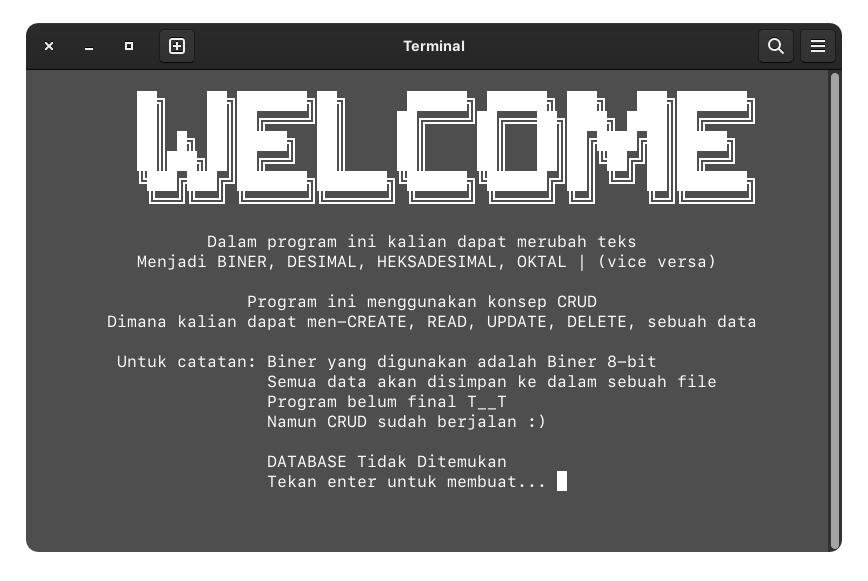 Terminal
WELCOME
Dalam program ini kalian dapat merubah teks
Menjadi BINER, DESIMAL, HEKSADESIMAL, OKTAL | (vice versa)
Program ini menggunakan konsep CRUD
Dimana kalian dapat men-CREATE, READ, UPDATE, DELETE, sebuah data
Untuk catatan: Biner yang digunakan adalah Biner 8-bit
Semua data akan disimpan ke dalam sebuah file
Program belum final T__T
Namun CRUD sudah berjalan :)
DATABASE Tidak Ditemukan
Tekan enter untuk membuat...